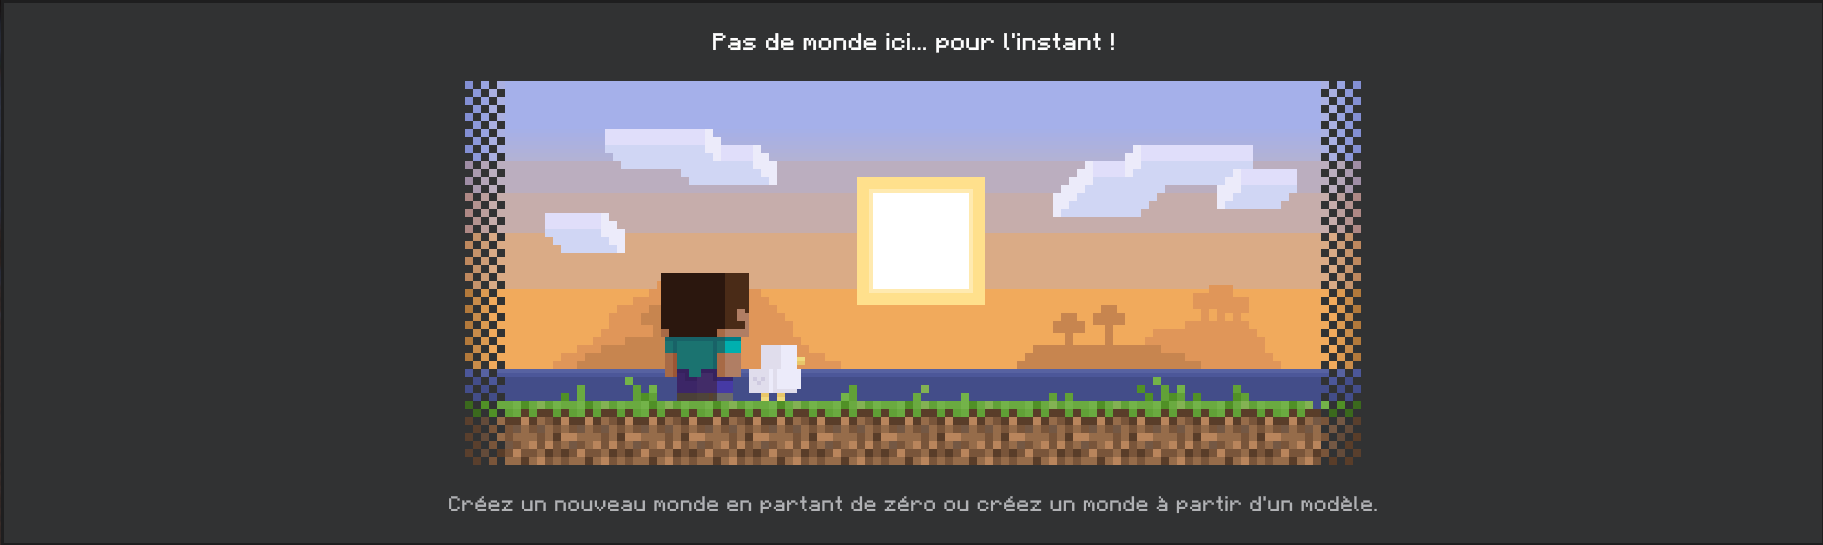 Pas de monde ici... pour l'instant !
Créez un nouveau monde en partant de zéro ou créez un monde à partir d'un modèle.